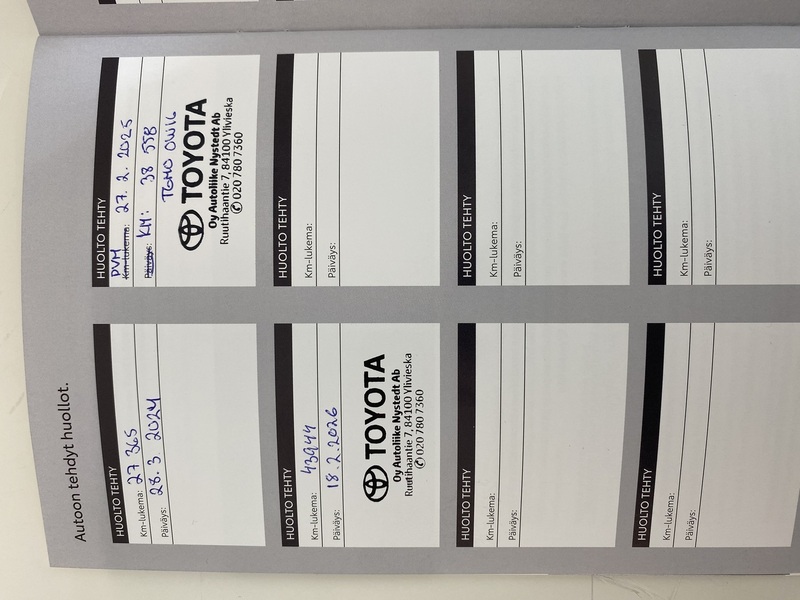 Autoon tehdyt huollot.
HUOLTO TEHTY
Km-lukema: 27 365
Päiväys: 28. 3. 2024
HUOLTO TEHTY
PVM
Km-lukema: 27. 2. 2025
Päiväys: KM: 38 558
TGMO 0W16
TOYOTA
Oy Autoliike Nystedt Ab
Ruutihaantie 7, 84100 Ylivieska
✆ 020 780 7360
HUOLTO TEHTY
Km-lukema: 43944
Päiväys: 18.2.2026
TOYOTA
Oy Autoliike Nystedt Ab
Ruutihaantie 7, 84100 Ylivieska
✆ 020 780 7360
HUOLTO TEHTY
Km-lukema:
Päiväys:
HUOLTO TEHTY
Km-lukema:
Päiväys:
HUOLTO TEHTY
Km-lukema:
Päiväys:
HUOLTO TEHTY
Km-lukema:
Päiväys:
HUOLTO TEHTY
Km-lukema:
Päiväys: